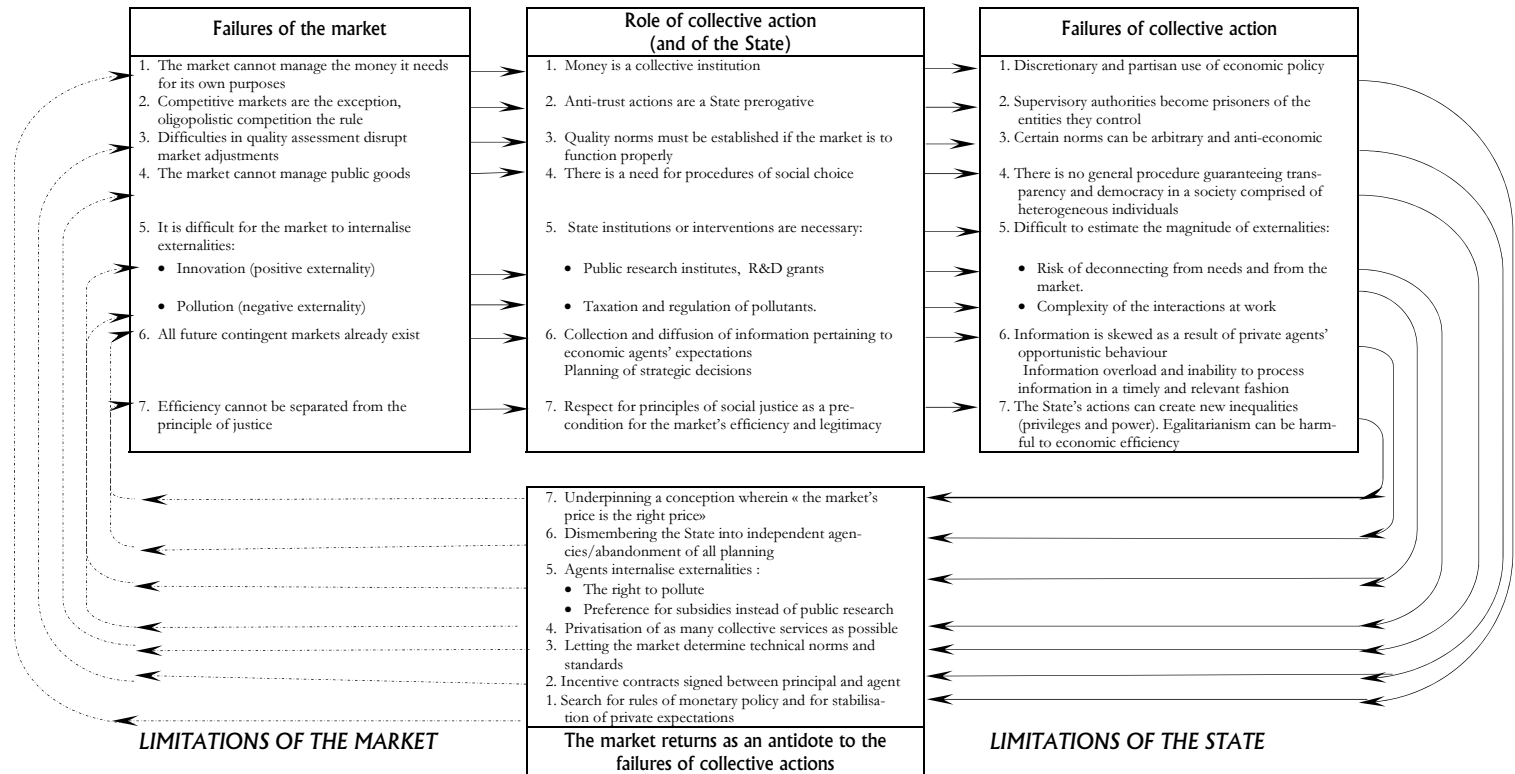 Failures of the market
1. The market cannot manage the money it needs
for its own purposes
2. Competitive markets are the exception,
oligopolistic competition the rule
3. Difficulties in quality assessment disrupt
market adjustments
4. The market cannot manage public goods
5. It is difficult for the market to internalise
externalities:
• Innovation (positive externality)
• Pollution (negative externality)
6. All future contingent markets already exist
7. Efficiency cannot be separated from the
principle of justice
Role of collective action
(and of the State)
1. Money is a collective institution
2. Anti-trust actions are a State prerogative
3. Quality norms must be established if the market is to
function properly
4. There is a need for procedures of social choice
5. State institutions or interventions are necessary:
• Public research institutes, R&D grants
• Taxation and regulation of pollutants.
6. Collection and diffusion of information pertaining to
economic agents' expectations
Planning of strategic decisions
7. Respect for principles of social justice as a pre-
condition for the market's efficiency and legitimacy
Failures of collective action
1. Discretionary and partisan use of economic policy
2. Supervisory authorities become prisoners of the
entities they control
3. Certain norms can be arbitrary and anti-economic
4. There is no general procedure guaranteeing trans-
parency and democracy in a society comprised of
heterogeneous individuals
5. Difficult to estimate the magnitude of externalities:
• Risk of deconnecting from needs and from the
market.
• Complexity of the interactions at work
6. Information is skewed as a result of private agents'
opportunistic behaviour
Information overload and inability to process
information in a timely and relevant fashion
7. The State's actions can create new inequalities
(privileges and power). Egalitarianism can be harm-
ful to economic efficiency
7. Underpinning a conception wherein « the market's
price is the right price»
6. Dismembering the State into independent agen-
cies/abandonment of all planning
5. Agents internalise externalities :
• The right to pollute
• Preference for subsidies instead of public research
4. Privatisation of as many collective services as possible
3. Letting the market determine technical norms and
standards
2. Incentive contracts signed between principal and agent
1. Search for rules of monetary policy and for stabilisa-
tion of private expectations
The market returns as an antidote to the
failures of collective actions
LIMITATIONS OF THE MARKET
LIMITATIONS OF THE STATE